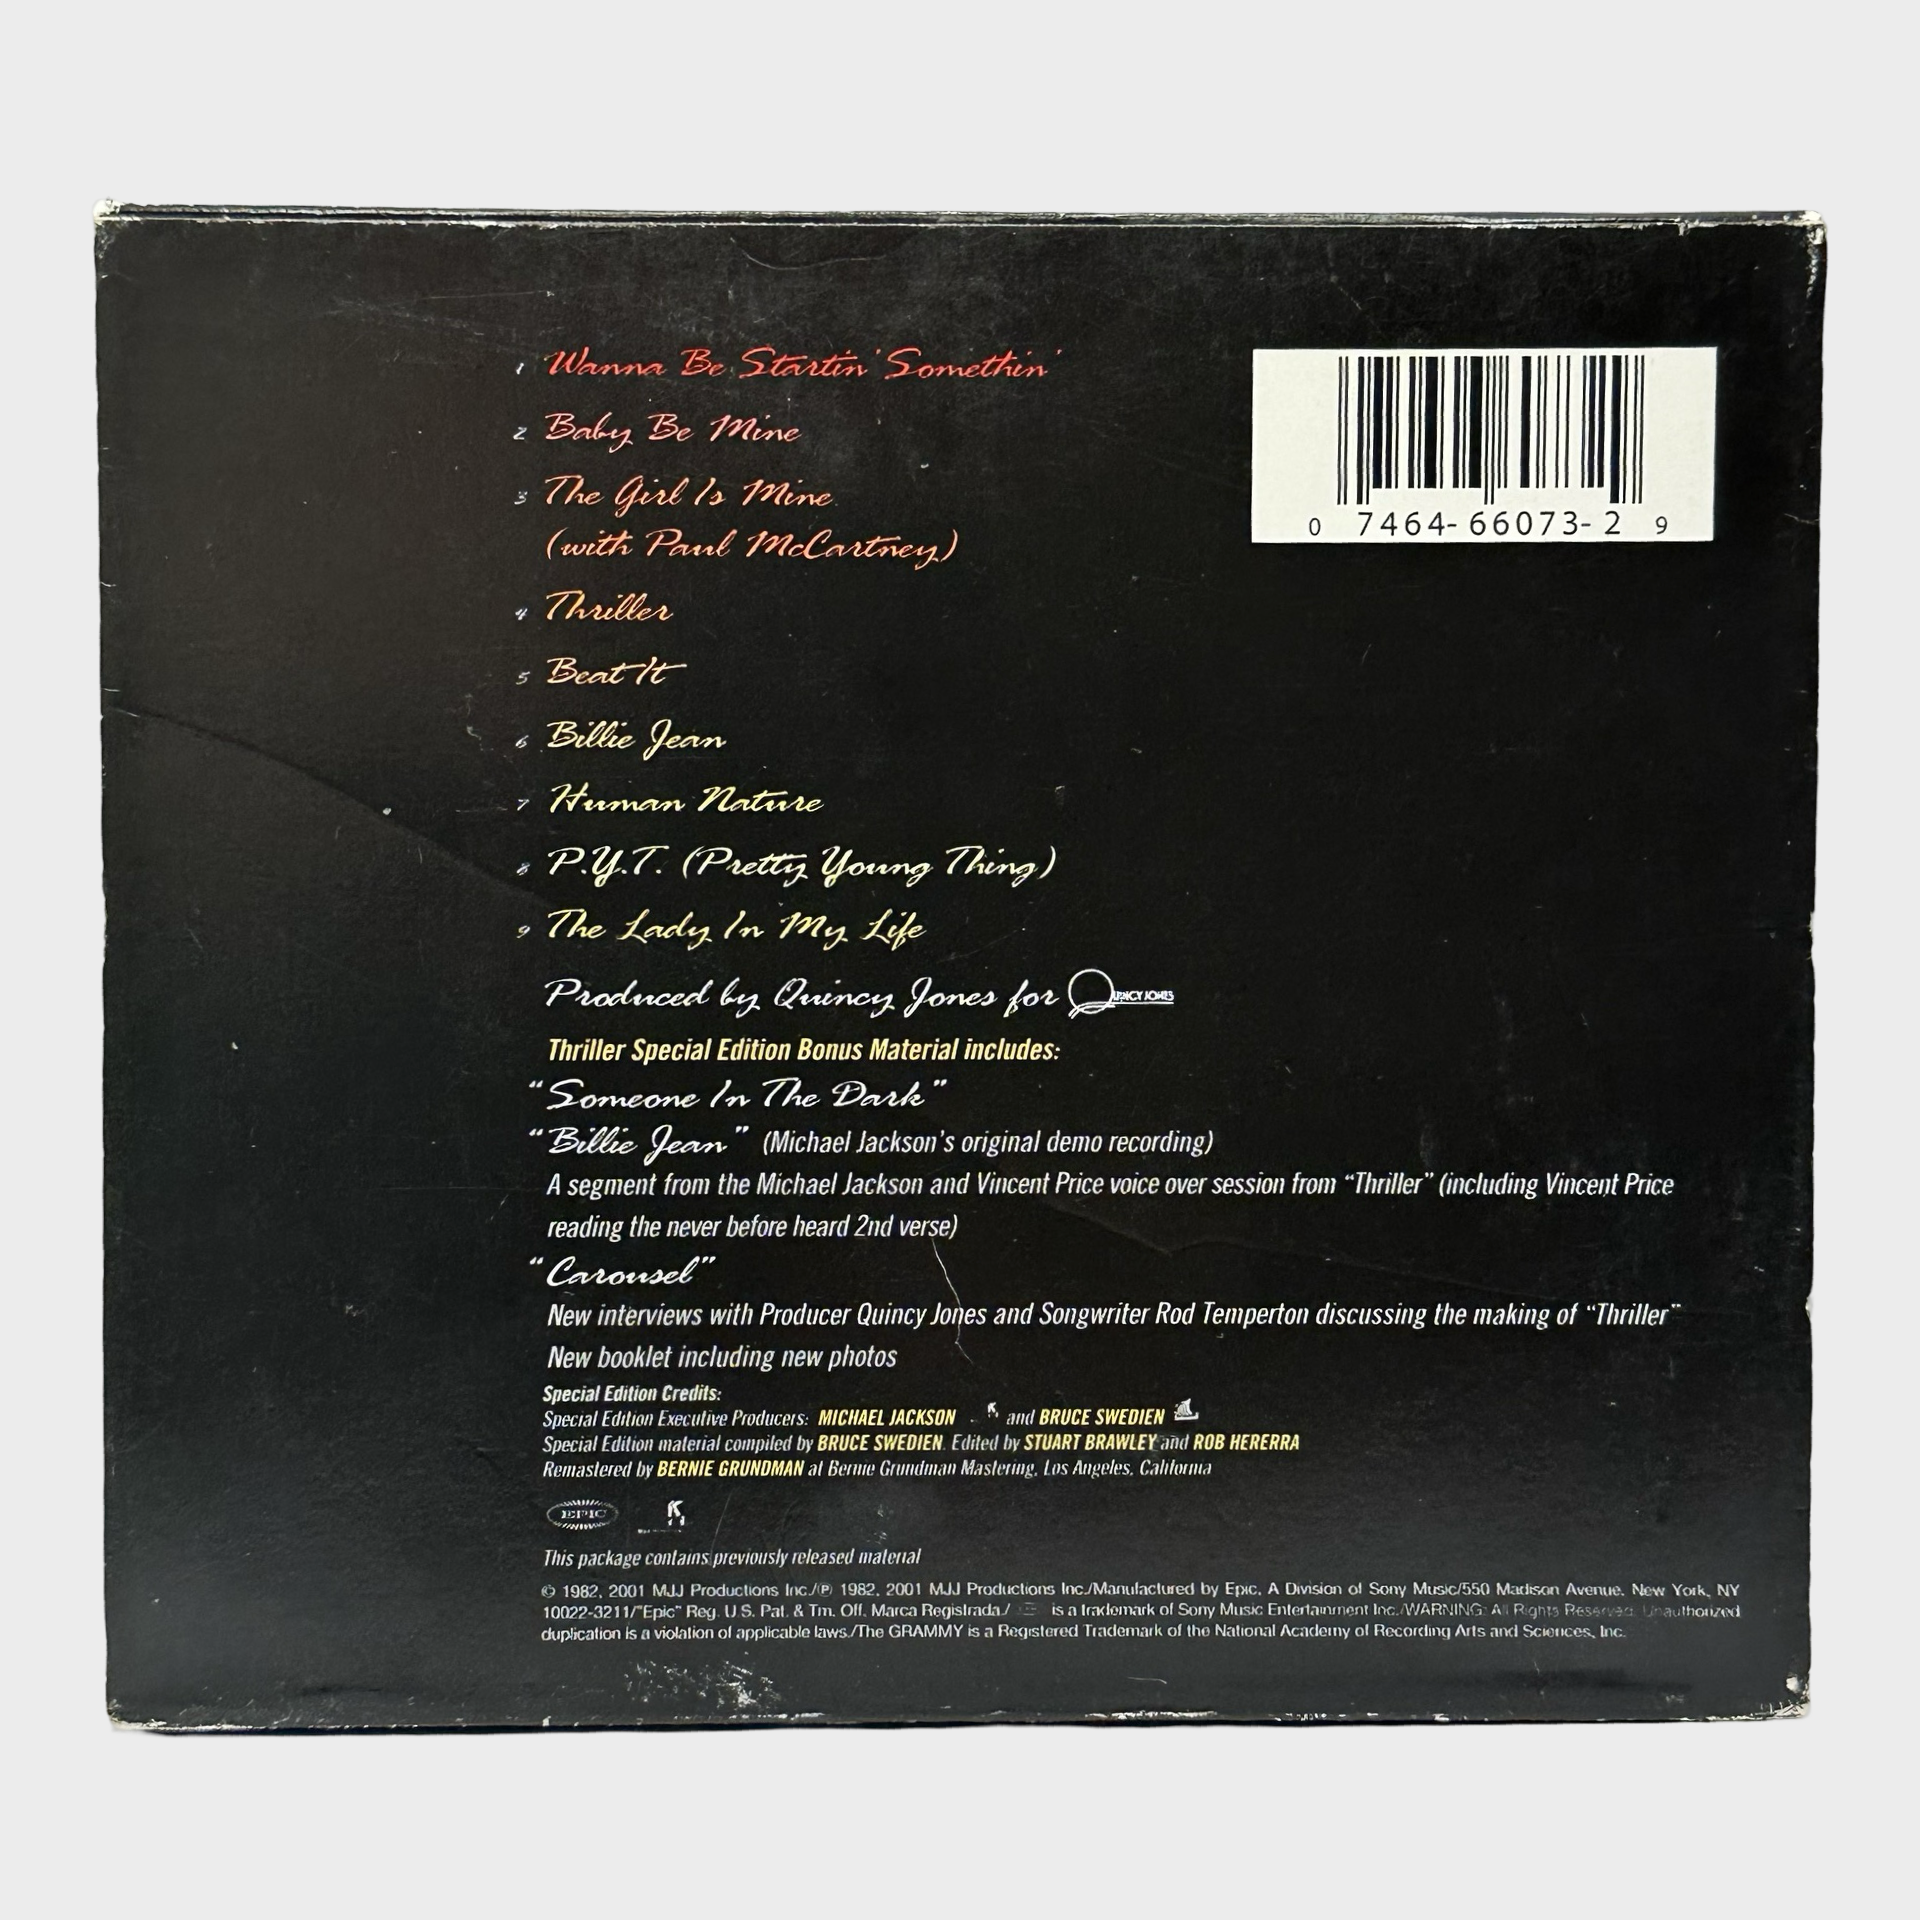 1 Wanna Be Startin' Somethin'
2 Baby Be Mine
3 The Girl Is Mine
(with Paul McCartney)
4 Thriller
5 Beat It
6 Billie Jean
7 Human Nature
8 P.Y.T. (Pretty Young Thing)
9 The Lady In My Life
0 7464-66073-2 9
Produced by Quincy Jones for QUINCY JONES
Thriller Special Edition Bonus Material includes:
“Someone In The Dark”
“Billie Jean” (Michael Jackson's original demo recording)
A segment from the Michael Jackson and Vincent Price voice over session from “Thriller” (including Vincent Price
reading the never before heard 2nd verse)
“Carousel”
New interviews with Producer Quincy Jones and Songwriter Rod Temperton discussing the making of “Thriller”
New booklet including new photos
Special Edition Credits:
Special Edition Executive Producers: MICHAEL JACKSON and BRUCE SWEDIEN
Special Edition material compiled by BRUCE SWEDIEN. Edited by STUART BRAWLEY and ROB HERERRA
Remastered by BERNIE GRUNDMAN at Bernie Grundman Mastering, Los Angeles, California
EPIC
This package contains previously released material
© 1982, 2001 MJJ Productions Inc./℗ 1982, 2001 MJJ Productions Inc./Manufactured by Epic, A Division of Sony Music/550 Madison Avenue, New York, NY
10022-3211/"Epic" Reg. U.S. Pat. & Tm. Off. Marca Registrada./ is a trademark of Sony Music Entertainment Inc./WARNING: All Rights Reserved. Unauthorized
duplication is a violation of applicable laws./The GRAMMY is a Registered Trademark of the National Academy of Recording Arts and Sciences, Inc.